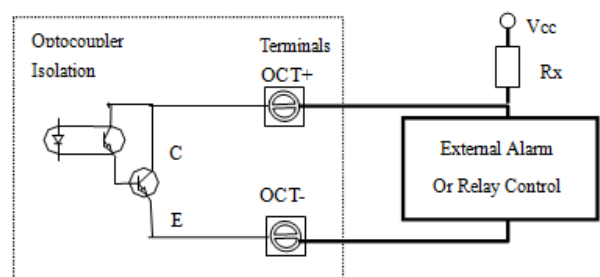 Optocoupler
Isolation
Terminals
OCT+
C
E
OCT-
Vcc
Rx
External Alarm
Or Relay Control